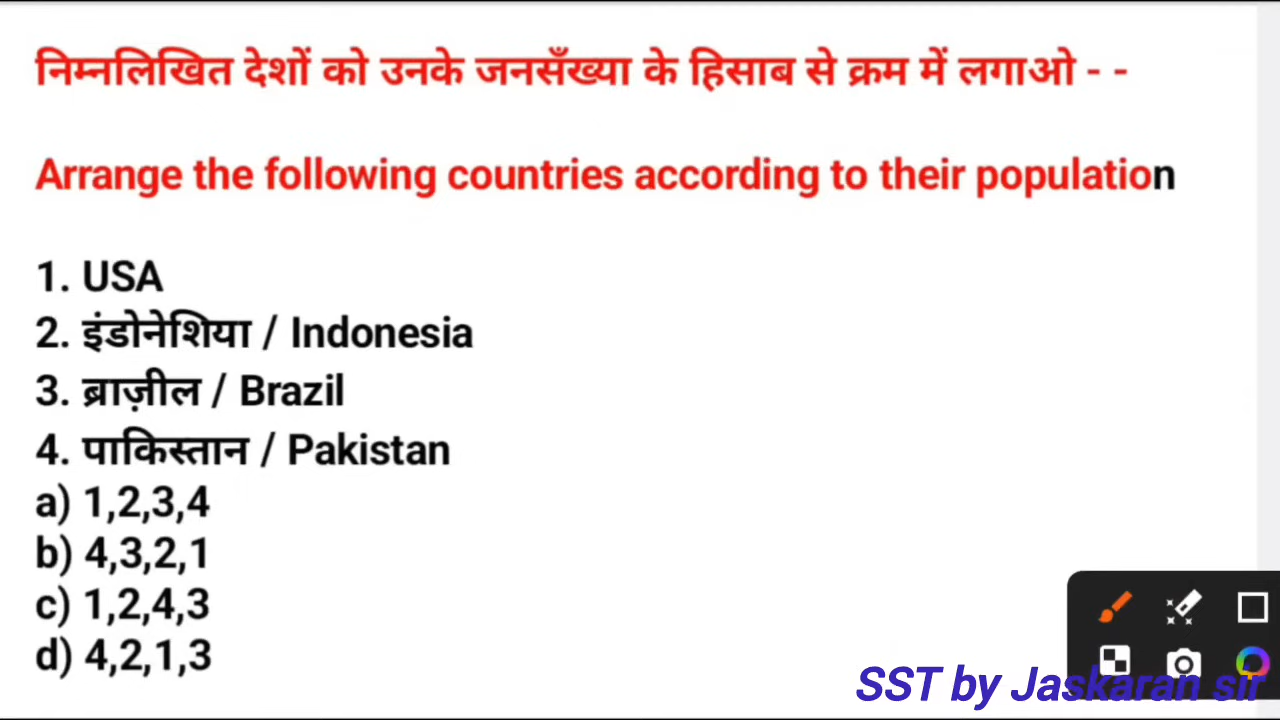 निम्नलिखित देशों को उनके जनसँख्या के हिसाब से क्रम में लगाओ - -
Arrange the following countries according to their population
1. USA
2. इंडोनेशिया / Indonesia
3. ब्राज़ील / Brazil
4. पाकिस्तान / Pakistan
a) 1,2,3,4
b) 4,3,2,1
c) 1,2,4,3
d) 4,2,1,3
SST by Jaskaran sir